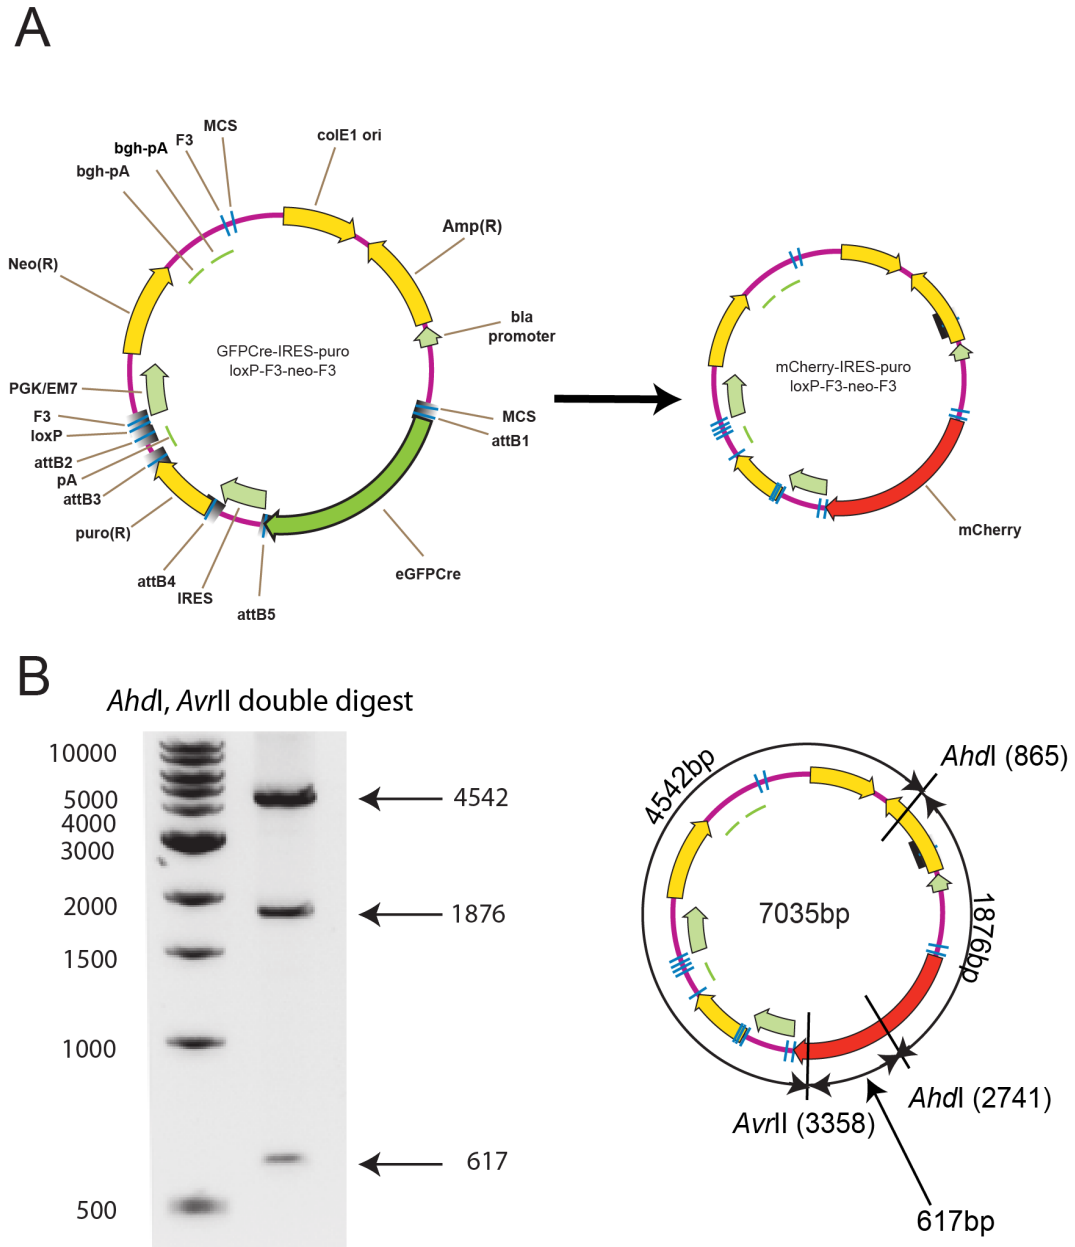 A
MCS
F3
colE1 ori
bgh-pA
bgh-pA
Amp(R)
Neo(R)
bla
promoter
GFPCre-IRES-puro
loxP-F3-neo-F3
mCherry-IRES-puro
loxP-F3-neo-F3
PGK/EM7
F3
loxP
attB2
pA
attB3
puro(R)
attB4
IRES
attB5
eGFPCre
MCS
attB1
mCherry
B
AhdI, AvrII double digest
10000
5000
4000
3000
2000
1500
1000
500
4542
1876
617
4542bp
AhdI (865)
7035bp
1876bp
AhdI (2741)
AvrII (3358)
617bp